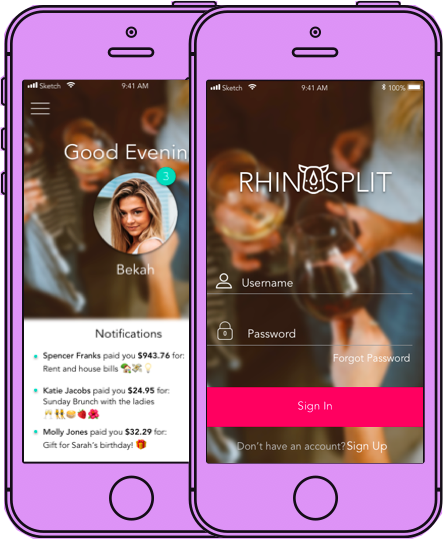 Sketch 9:41 AM
Good Evenin
3
Bekah
Notifications
Spencer Franks paid you $943.76 for:
Rent and house bills 🏡💸💡
Katie Jacobs paid you $24.95 for:
Sunday Brunch with the ladies
🥂👯🥞🍓🌺
Molly Jones paid you $32.29 for:
Gift for Sarah's birthday! 🎁
Sketch 9:41 AM 100%
RHINOSPLIT
Username
Password
Forgot Password
Sign In
Don't have an account? Sign Up